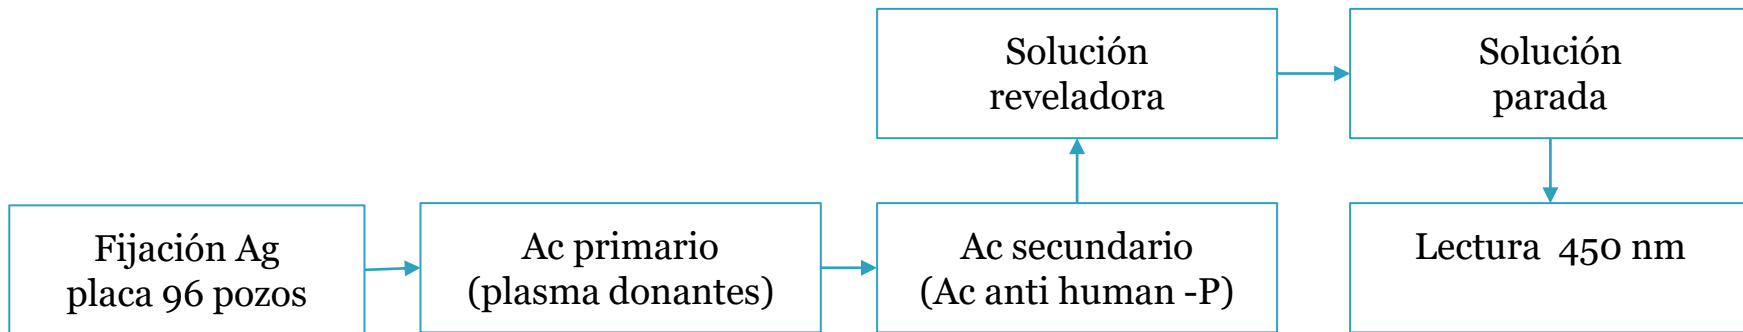 Fijación Ag
placa 96 pozos
Ac primario
(plasma donantes)
Ac secundario
(Ac anti human -P)
Solución
reveladora
Solución
parada
Lectura  450 nm